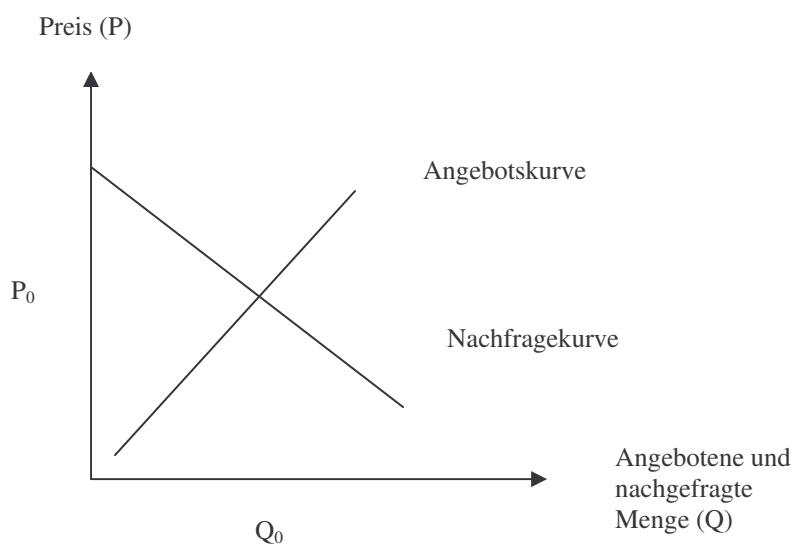 Preis (P)
Angebotskurve
P₀
Nachfragekurve
Angebotene und
nachgefragte
Menge (Q)
Q₀